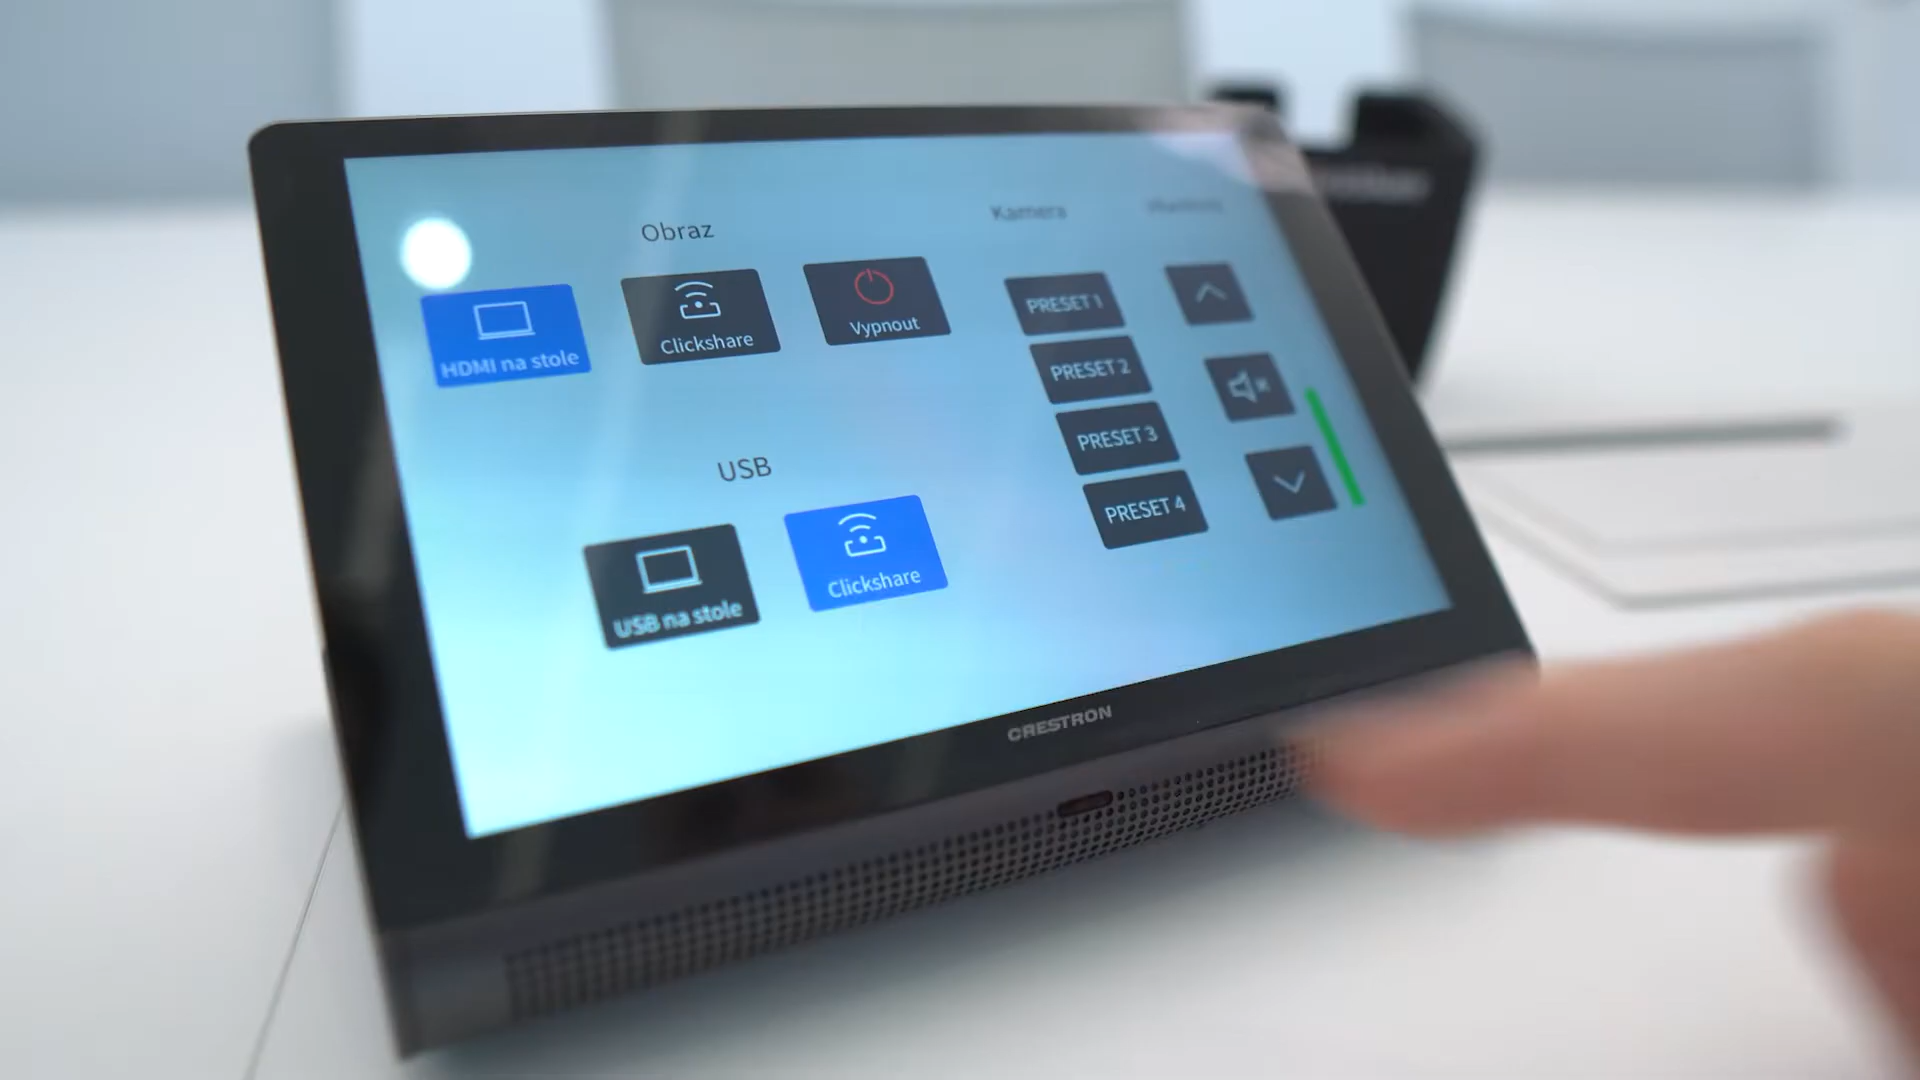 Obraz
Kamera
HDMI na stole
Clickshare
Vypnout
PRESET 1
PRESET 2
PRESET 3
PRESET 4
USB
USB na stole
Clickshare
CRESTRON